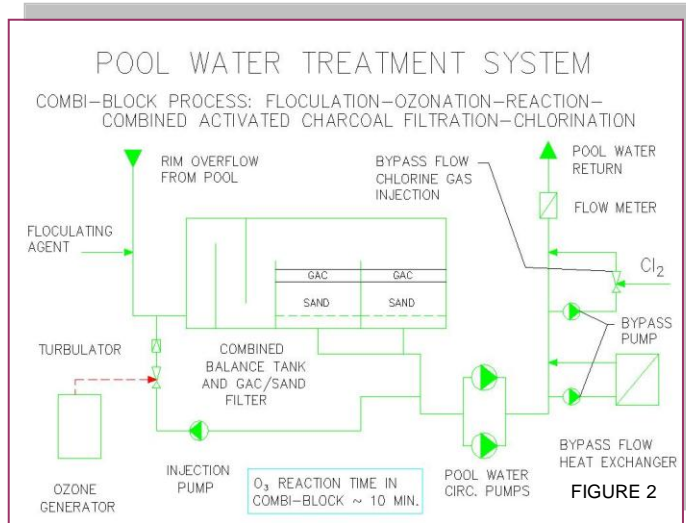 POOL WATER TREATMENT SYSTEM
COMBI-BLOCK PROCESS: FLOCULATION-OZONATION-REACTION-
COMBINED ACTIVATED CHARCOAL FILTRATION-CHLORINATION
RIM OVERFLOW
FROM POOL
BYPASS FLOW
CHLORINE GAS
INJECTION
POOL WATER
RETURN
FLOW METER
FLOCULATING
AGENT
GAC
GAC
SAND
SAND
Cl2
TURBULATOR
COMBINED
BALANCE TANK
AND GAC/SAND
FILTER
BYPASS
PUMP
INJECTION
PUMP
OZONE
GENERATOR
O3 REACTION TIME IN
COMBI-BLOCK ~ 10 MIN.
POOL WATER
CIRC. PUMPS
BYPASS FLOW
HEAT EXCHANGER
FIGURE 2